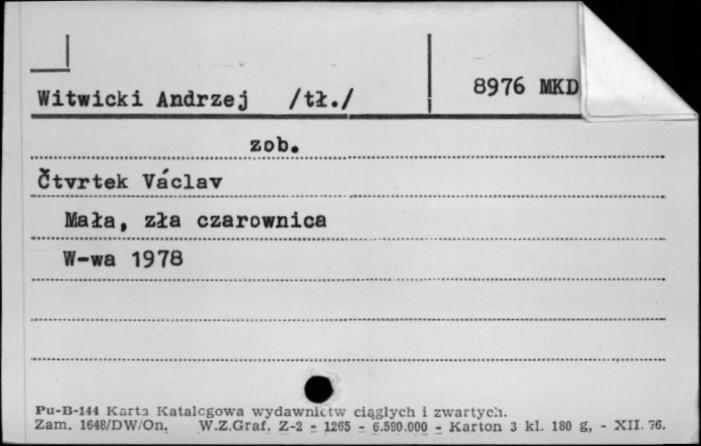 Witwicki Andrzej /tł./ 8976 MKD
zob.
Čtvrtek Václav
Mała, zła czarownica
W-wa 1978
Pu-B-144 Karta Katalogowa wydawnictw ciągłych i zwartych.
Zam. 1648/DW/On. W.Z.Graf. Z-2 - 1265 - 6.590.000 - Karton 3 kl. 180 g, - XII. 76.